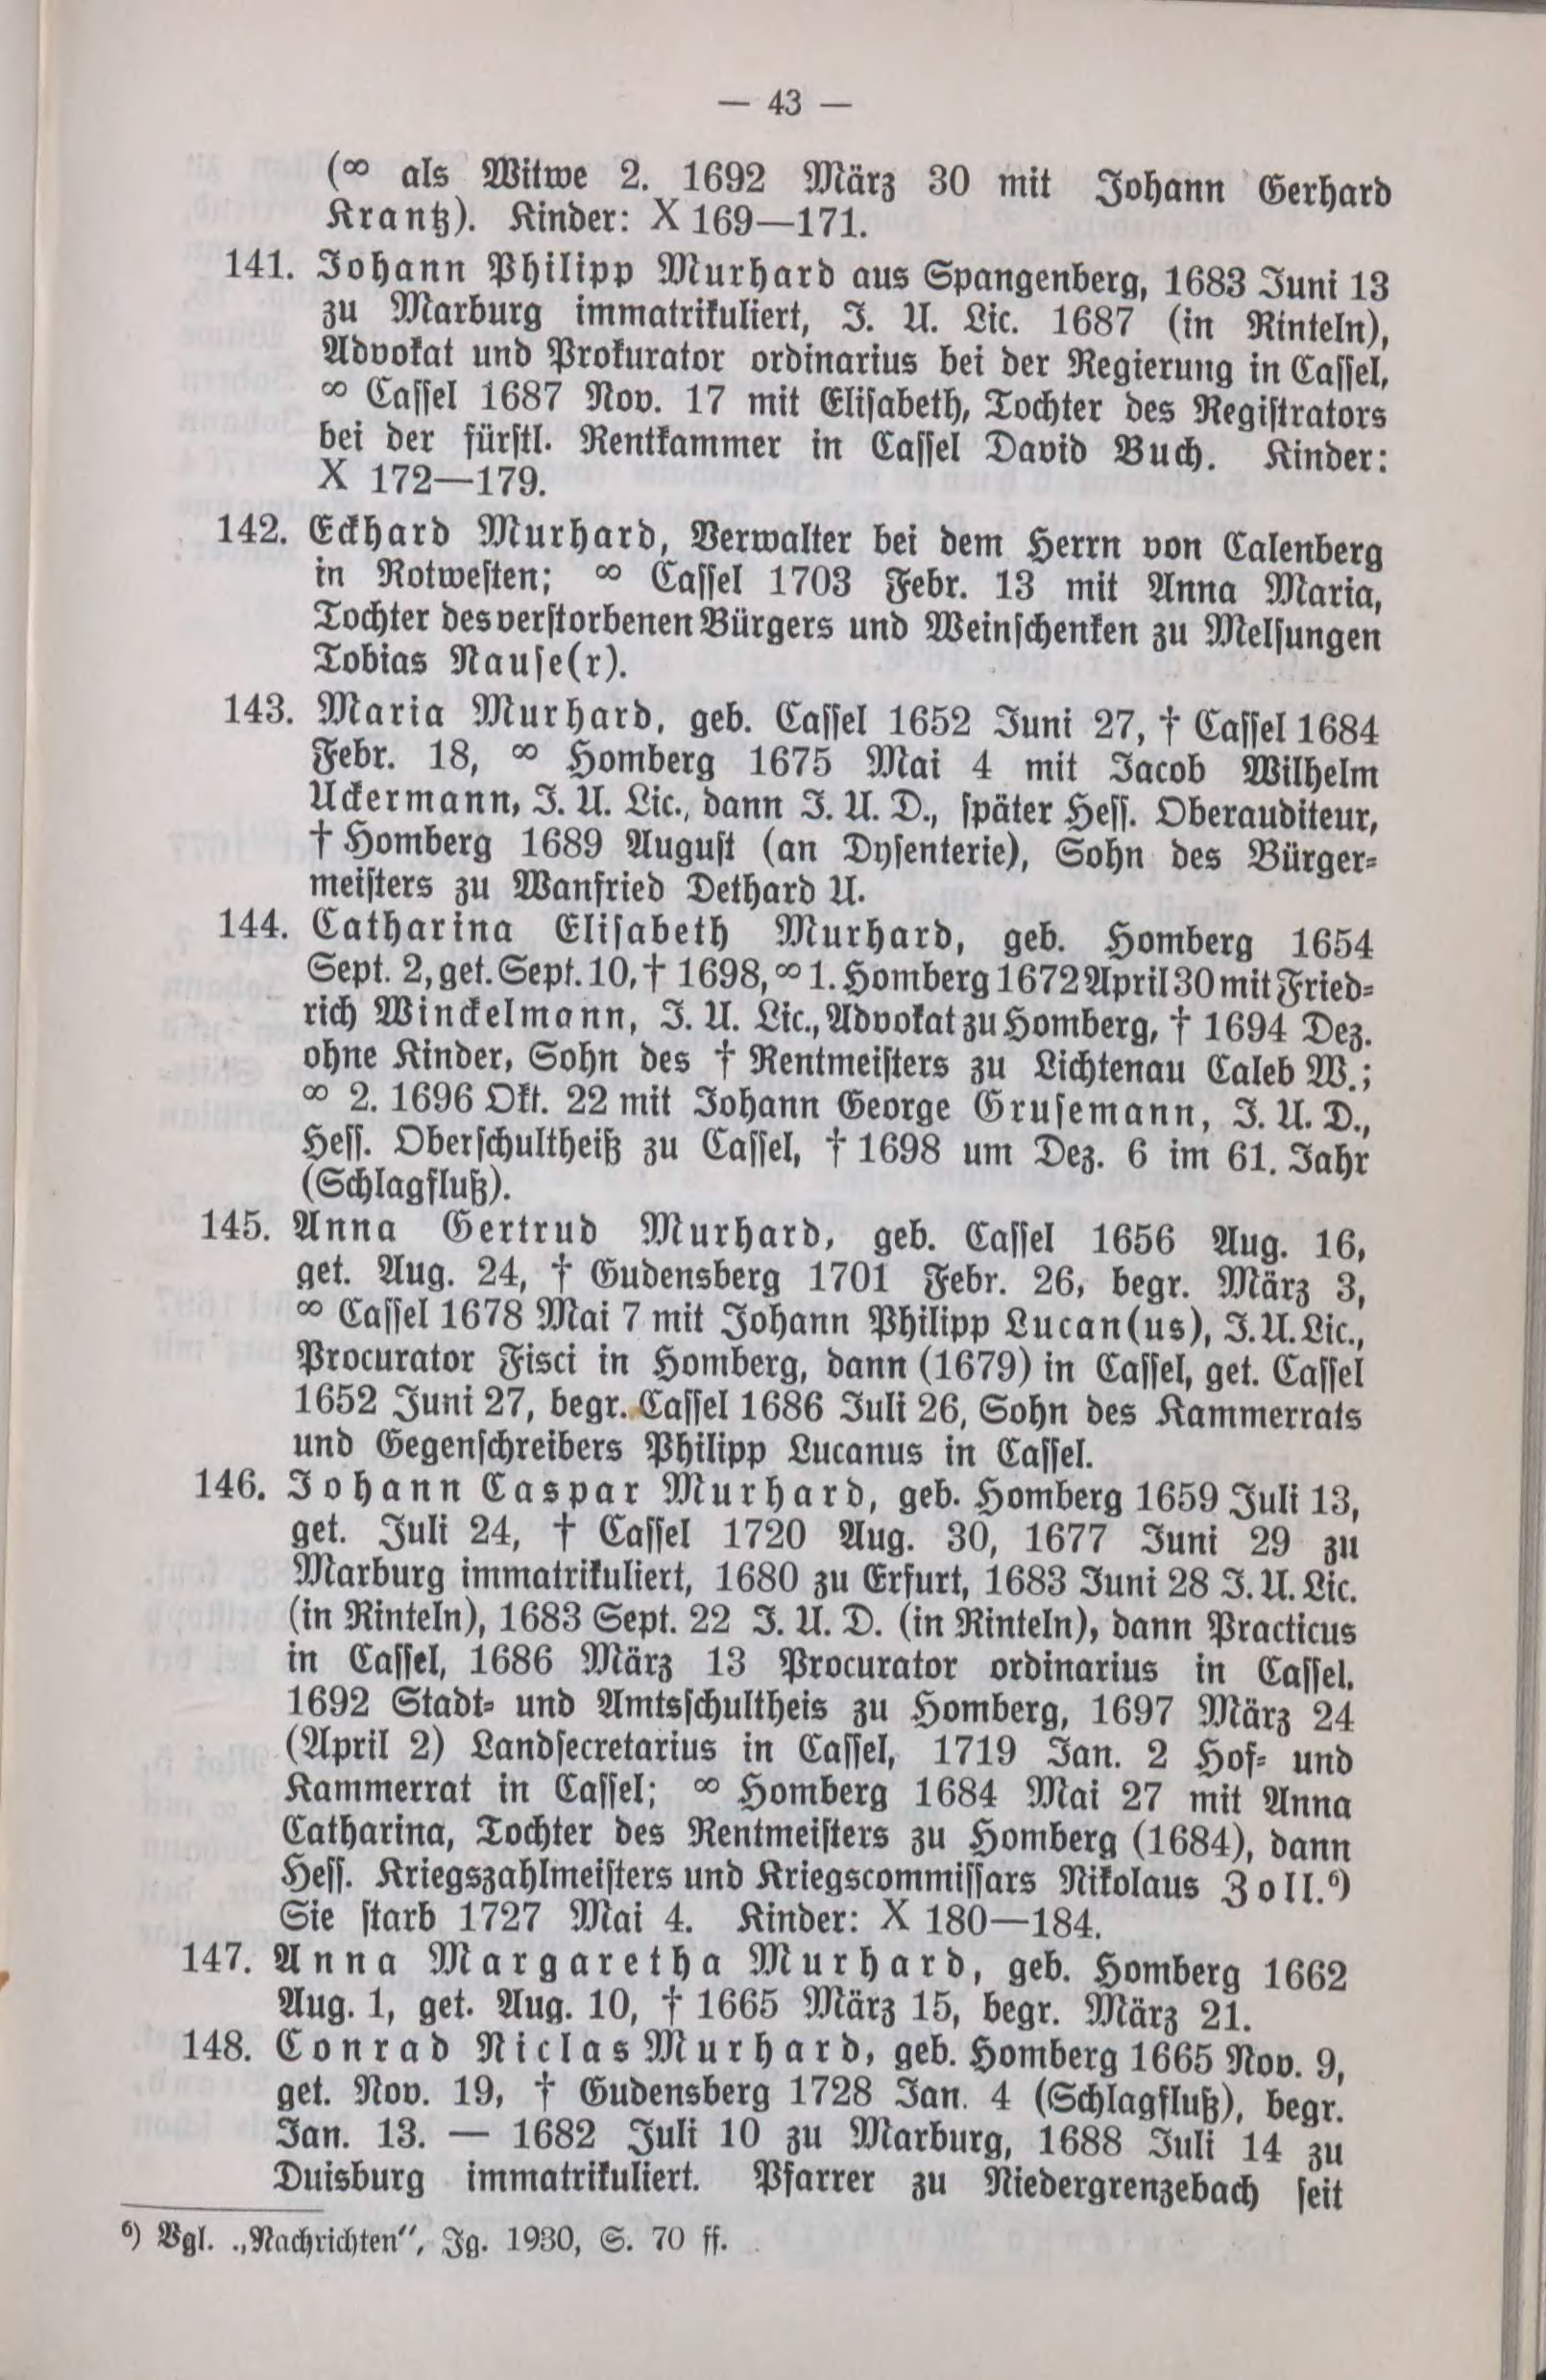 — 43 —
(∞ als Witwe 2. 1692 März 30 mit Johann Gerhard
Krantz). Kinder: X 169—171.
141. Johann Philipp Murhard aus Spangenberg, 1683 Juni 13
zu Marburg immatrikuliert, J. U. Lic. 1687 (in Rinteln),
Advokat und Prokurator ordinarius bei der Regierung in Cassel,
∞ Cassel 1687 Nov. 17 mit Elisabeth, Tochter des Registrators
bei der fürstl. Rentkammer in Cassel David Buch. Kinder:
X 172—179.
142. Eckhard Murhard, Verwalter bei dem Herrn von Calenberg
in Rotwesten; ∞ Cassel 1703 Febr. 13 mit Anna Maria,
Tochter des verstorbenen Bürgers und Weinschenken zu Melsungen
Tobias Nause(r).
143. Maria Murhard, geb. Cassel 1652 Juni 27, † Cassel 1684
Febr. 18, ∞ Homberg 1675 Mai 4 mit Jacob Wilhelm
Uckermann, J. U. Lic., dann J. U. D., später Hess. Oberauditeur,
† Homberg 1689 August (an Dysenterie), Sohn des Bürger-
meisters zu Wanfried Dethard U.
144. Catharina Elisabeth Murhard, geb. Homberg 1654
Sept. 2, get. Sept. 10, † 1698, ∞ 1. Homberg 1672 April 30 mit Fried-
rich Winckelmann, J. U. Lic., Advokat zu Homberg, † 1694 Dez.
ohne Kinder, Sohn des † Rentmeisters zu Lichtenau Caleb W.;
∞ 2. 1696 Okt. 22 mit Johann George Grusemann, J. U. D.,
Hess. Oberschultheiß zu Cassel, † 1698 um Dez. 6 im 61. Jahr
(Schlagfluß).
145. Anna Gertrud Murhard, geb. Cassel 1656 Aug. 16,
get. Aug. 24, † Gudensberg 1701 Febr. 26, begr. März 3,
∞ Cassel 1678 Mai 7 mit Johann Philipp Lucan(us), J. U. Lic.,
Procurator Fisci in Homberg, dann (1679) in Cassel, get. Cassel
1652 Juni 27, begr. Cassel 1686 Juli 26, Sohn des Kammerrats
und Gegenschreibers Philipp Lucanus in Cassel.
146. Johann Caspar Murhard, geb. Homberg 1659 Juli 13,
get. Juli 24, † Cassel 1720 Aug. 30, 1677 Juni 29 zu
Marburg immatrikuliert, 1680 zu Erfurt, 1683 Juni 28 J. U. Lic.
(in Rinteln), 1683 Sept. 22 J. U. D. (in Rinteln), dann Practicus
in Cassel, 1686 März 13 Procurator ordinarius in Cassel,
1692 Stadt- und Amtsschultheis zu Homberg, 1697 März 24
(April 2) Landsecretarius in Cassel, 1719 Jan. 2 Hof- und
Kammerrat in Cassel; ∞ Homberg 1684 Mai 27 mit Anna
Catharina, Tochter des Rentmeisters zu Homberg (1684), dann
Hess. Kriegszahlmeisters und Kriegscommissars Nikolaus Zoll.⁶)
Sie starb 1727 Mai 4. Kinder: X 180—184.
147. Anna Margaretha Murhard, geb. Homberg 1662
Aug. 1, get. Aug. 10, † 1665 März 15, begr. März 21.
148. Conrad Niclas Murhard, geb. Homberg 1665 Nov. 9,
get. Nov. 19, † Gudensberg 1728 Jan. 4 (Schlagfluß), begr.
Jan. 13. — 1682 Juli 10 zu Marburg, 1688 Juli 14 zu
Duisburg immatrikuliert. Pfarrer zu Niedergrenzebach seit
⁶) Vgl. „Nachrichten“, Jg. 1930, S. 70 ff.